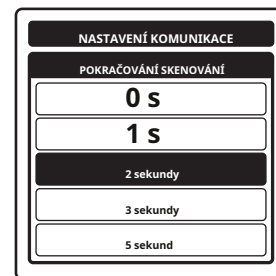 NASTAVENÍ KOMUNIKACE
POKRAČOVÁNÍ SKENOVÁNÍ
0 s
1 s
2 sekundy
3 sekundy
5 sekund